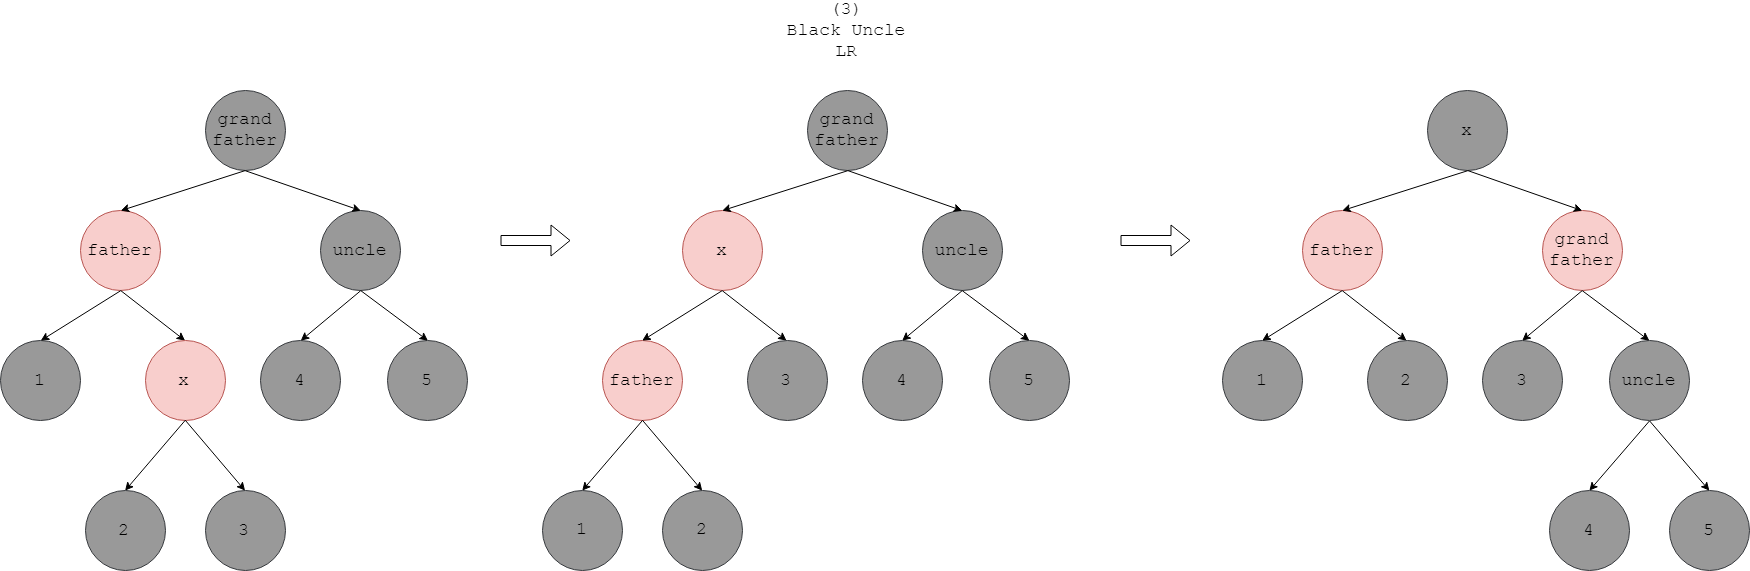 (3)
Black Uncle
LR
grand
father
father
uncle
1
x
4
5
2
3
grand
father
x
uncle
father
3
4
5
1
2
x
father
grand
father
1
2
3
uncle
4
5